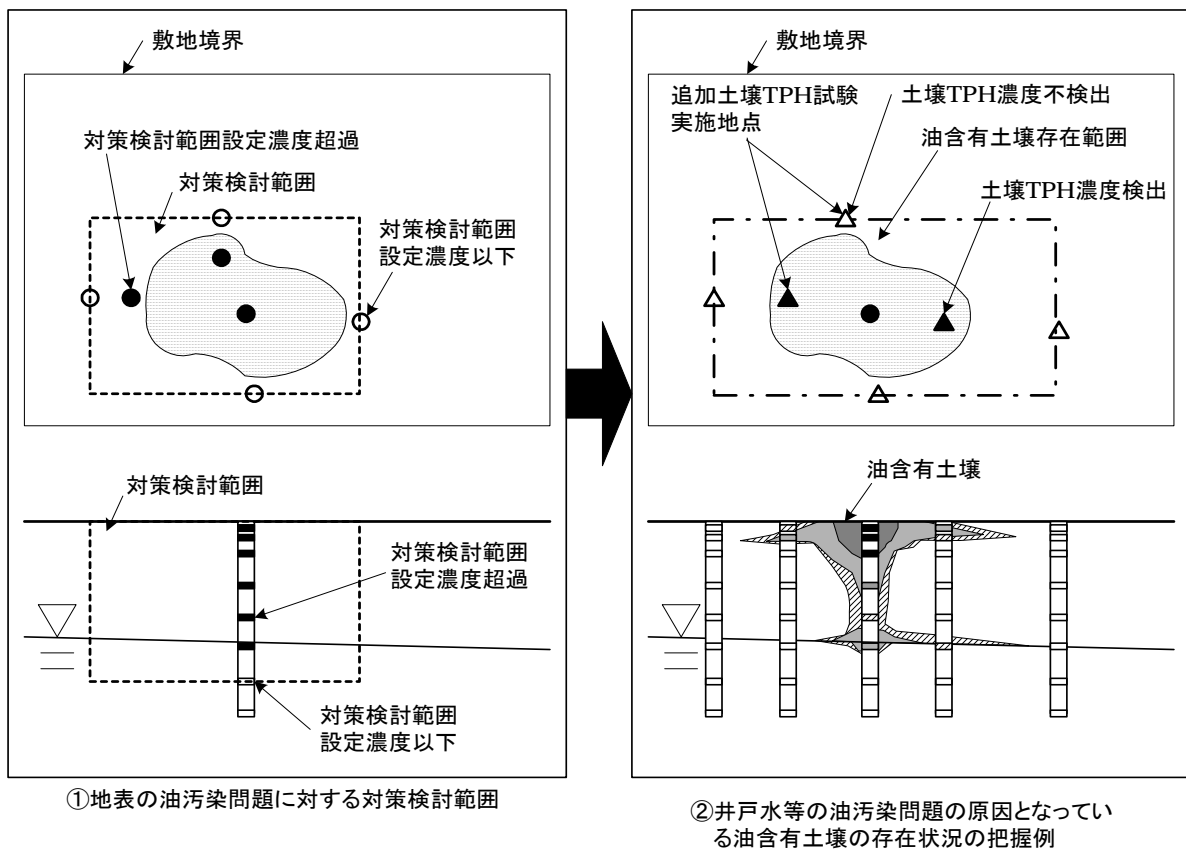 敷地境界
対策検討範囲設定濃度超過
対策検討範囲
対策検討範囲
設定濃度以下
対策検討範囲
対策検討範囲
設定濃度超過
対策検討範囲
設定濃度以下
①地表の油汚染問題に対する対策検討範囲
敷地境界
追加土壌TPH試験
実施地点
土壌TPH濃度不検出
油含有土壌存在範囲
土壌TPH濃度検出
油含有土壌
②井戸水等の油汚染問題の原因となってい
る油含有土壌の存在状況の把握例